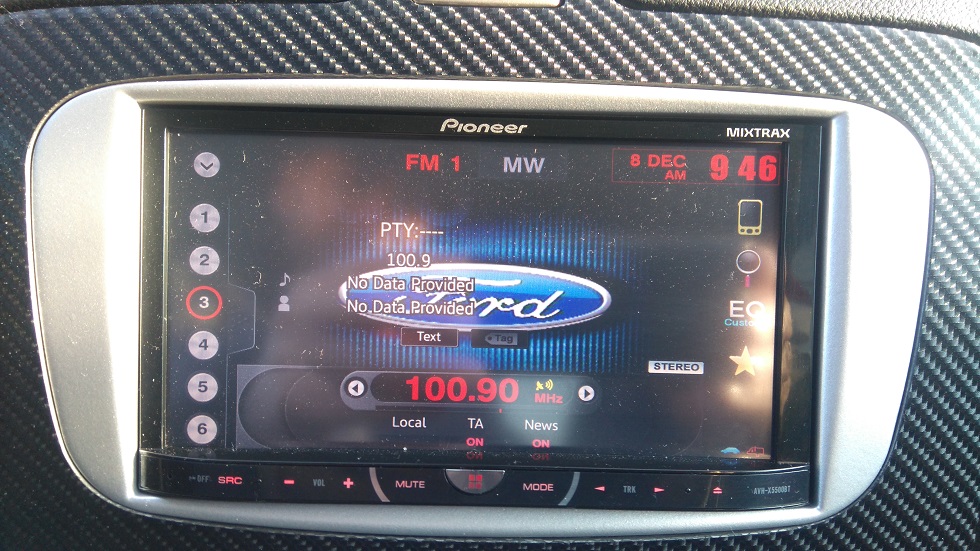 Pioneer
MIXTRAX
FM 1
MW
8 DEC
AM
9 46
1
2
3
4
5
6
PTY:----
100.9
No Data Provided
No Data Provided
Ford
Text
Tag
EQ
Custom
STEREO
100.90
MHz
Local
TA
News
ON
ON
OFF
SRC
VOL
MUTE
MODE
TRK
AVH-X5500BT